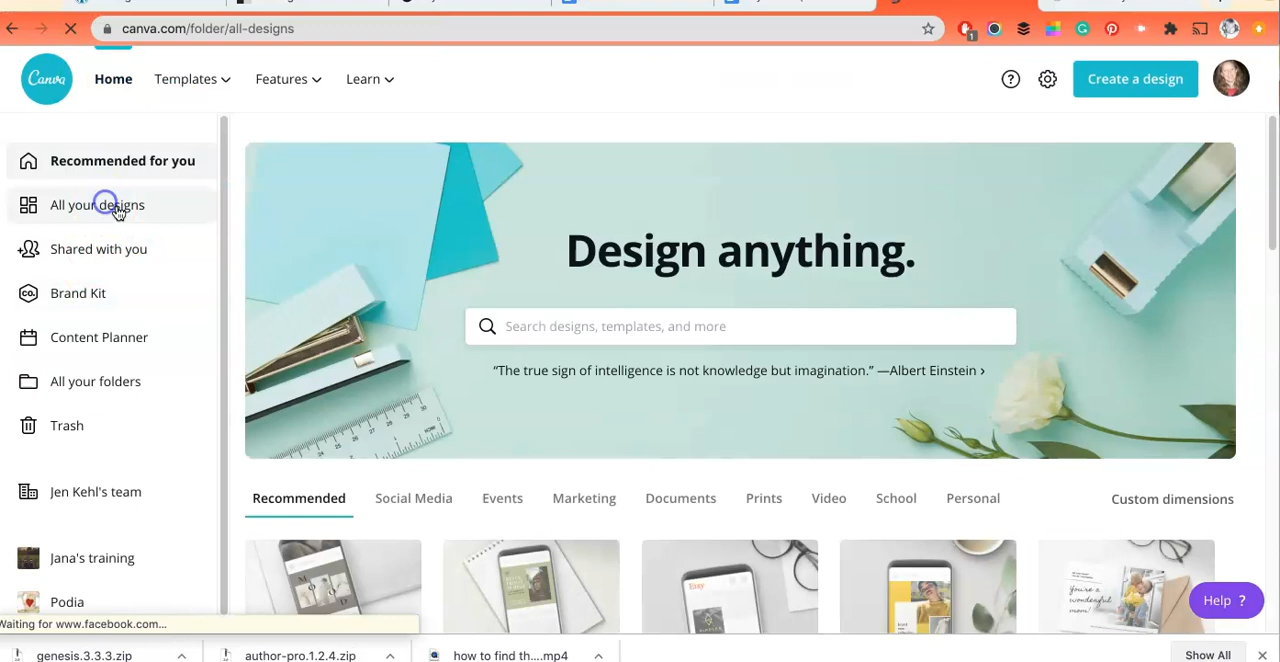 canva.com/folder/all-designs
1
Canva
Home
Templates
Features
Learn
Create a design
Recommended for you
All your designs
Shared with you
Brand Kit
Content Planner
All your folders
Trash
Jen Kehl's team
Jana's training
Podia
Design anything.
Search designs, templates, and more
“The true sign of intelligence is not knowledge but imagination.” —Albert Einstein ›
Recommended
Social Media
Events
Marketing
Documents
Prints
Video
School
Personal
Custom dimensions
Help ?
Waiting for www.facebook.com...
genesis.3.3.3.zip
author-pro.1.2.4.zip
how to find th....mp4
Show All